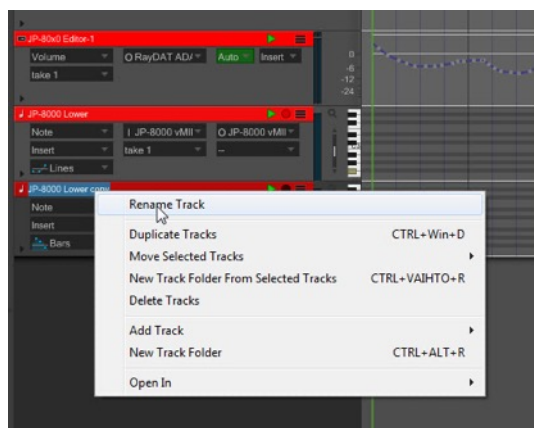 JP-80x0 Editor-1
Volume O RayDAT AD/ Auto Insert
take 1
0
-6
-12
-24
JP-8000 Lower
Note I JP-8000 vMII O JP-8000 vMII
Insert take 1 --
Lines
JP-8000 Lower copy
Note
Insert
Bars
Rename Track
Duplicate Tracks CTRL+Win+D
Move Selected Tracks
New Track Folder From Selected Tracks CTRL+VAIHTO+R
Delete Tracks
Add Track
New Track Folder CTRL+ALT+R
Open In